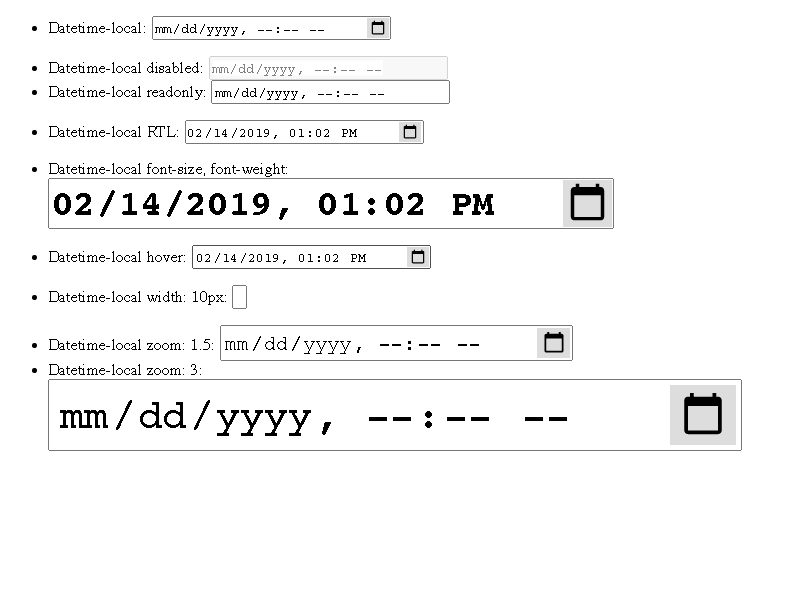 Datetime-local: mm/dd/yyyy, --:-- --
Datetime-local disabled: mm/dd/yyyy, --:-- --
Datetime-local readonly: mm/dd/yyyy, --:-- --
Datetime-local RTL: 02/14/2019, 01:02 PM
Datetime-local font-size, font-weight:
02/14/2019, 01:02 PM
Datetime-local hover: 02/14/2019, 01:02 PM
Datetime-local width: 10px:
Datetime-local zoom: 1.5: mm/dd/yyyy, --:-- --
Datetime-local zoom: 3:
mm/dd/yyyy, --:-- --